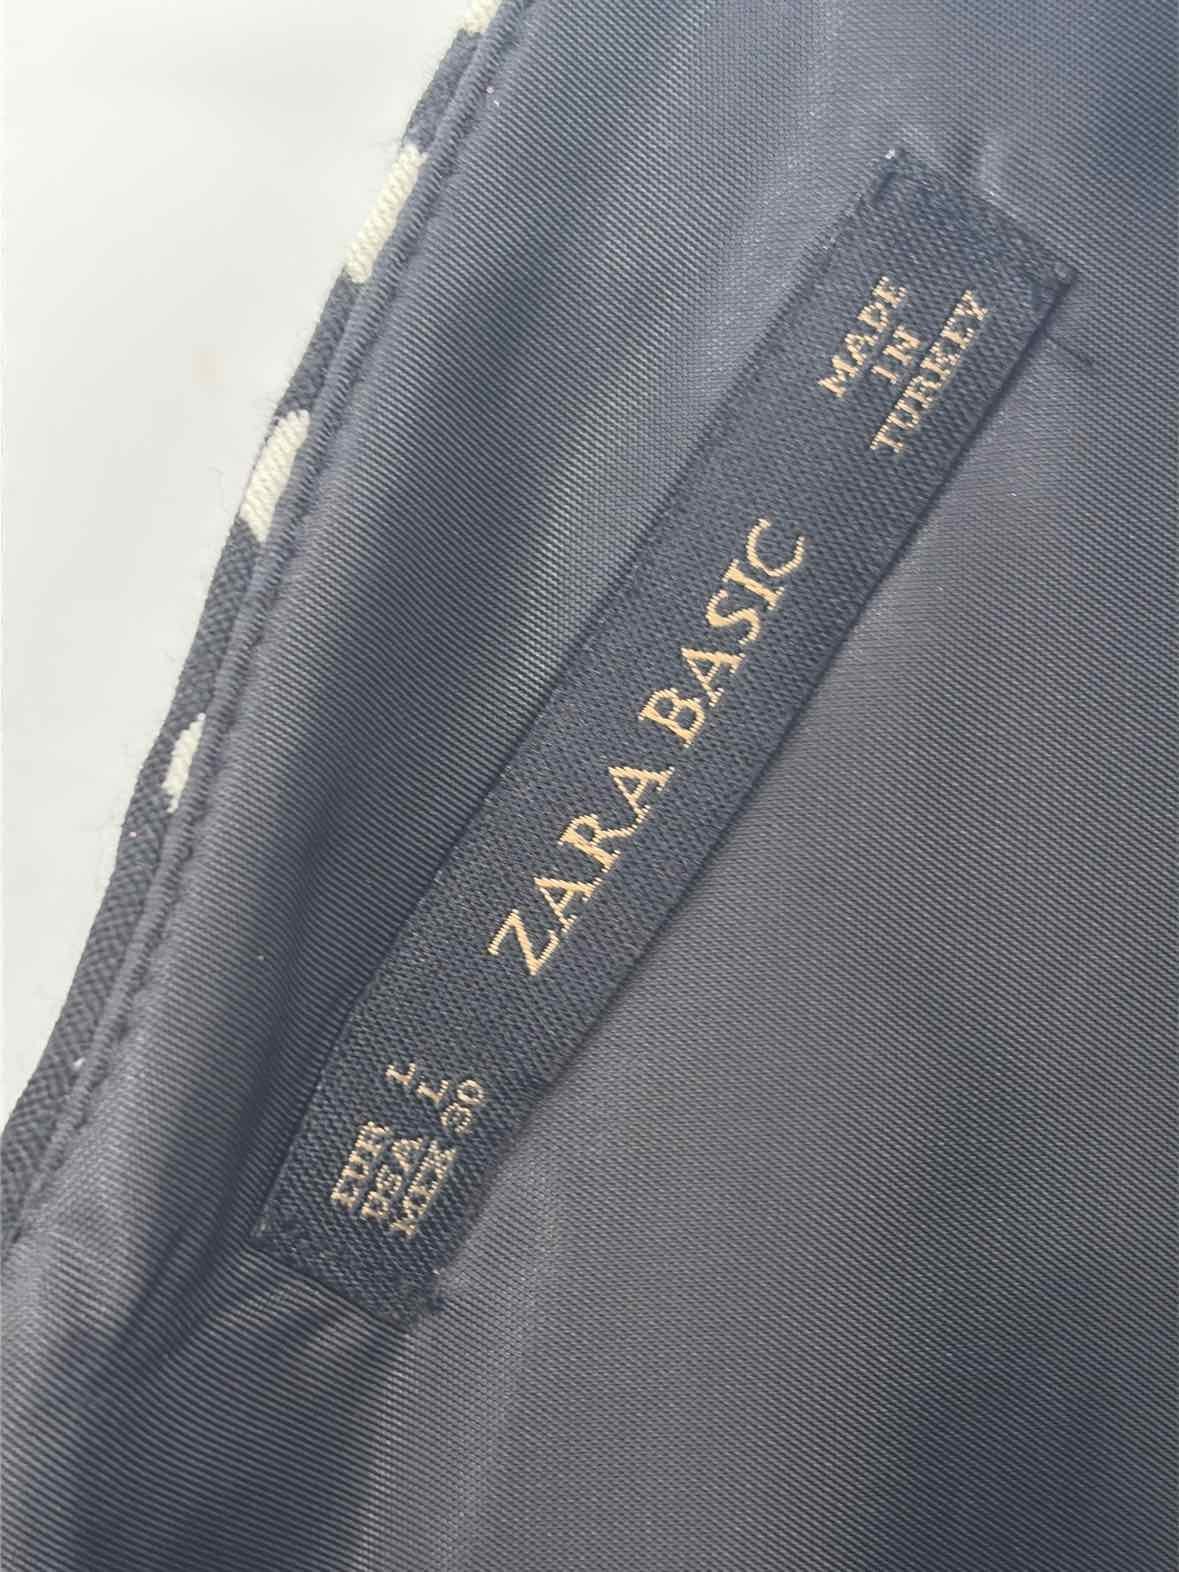 EUR L
USA L
MEX 30
ZARA BASIC
MADE
IN
TURKEY